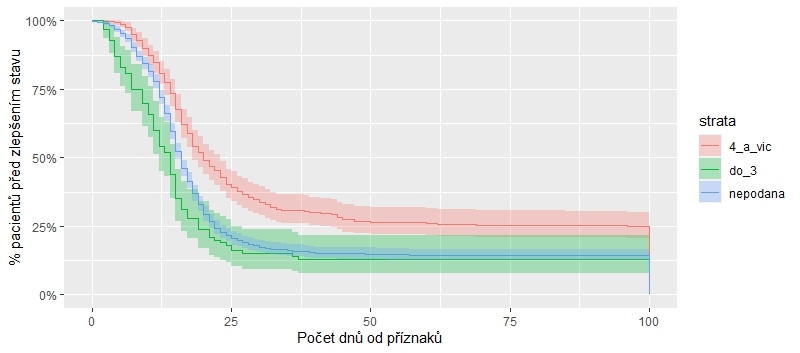 100%
75%
50%
25%
0%
% pacientů před zlepšením stavu
0
25
50
75
100
Počet dnů od příznaků
strata
4_a_vic
do_3
nepodana